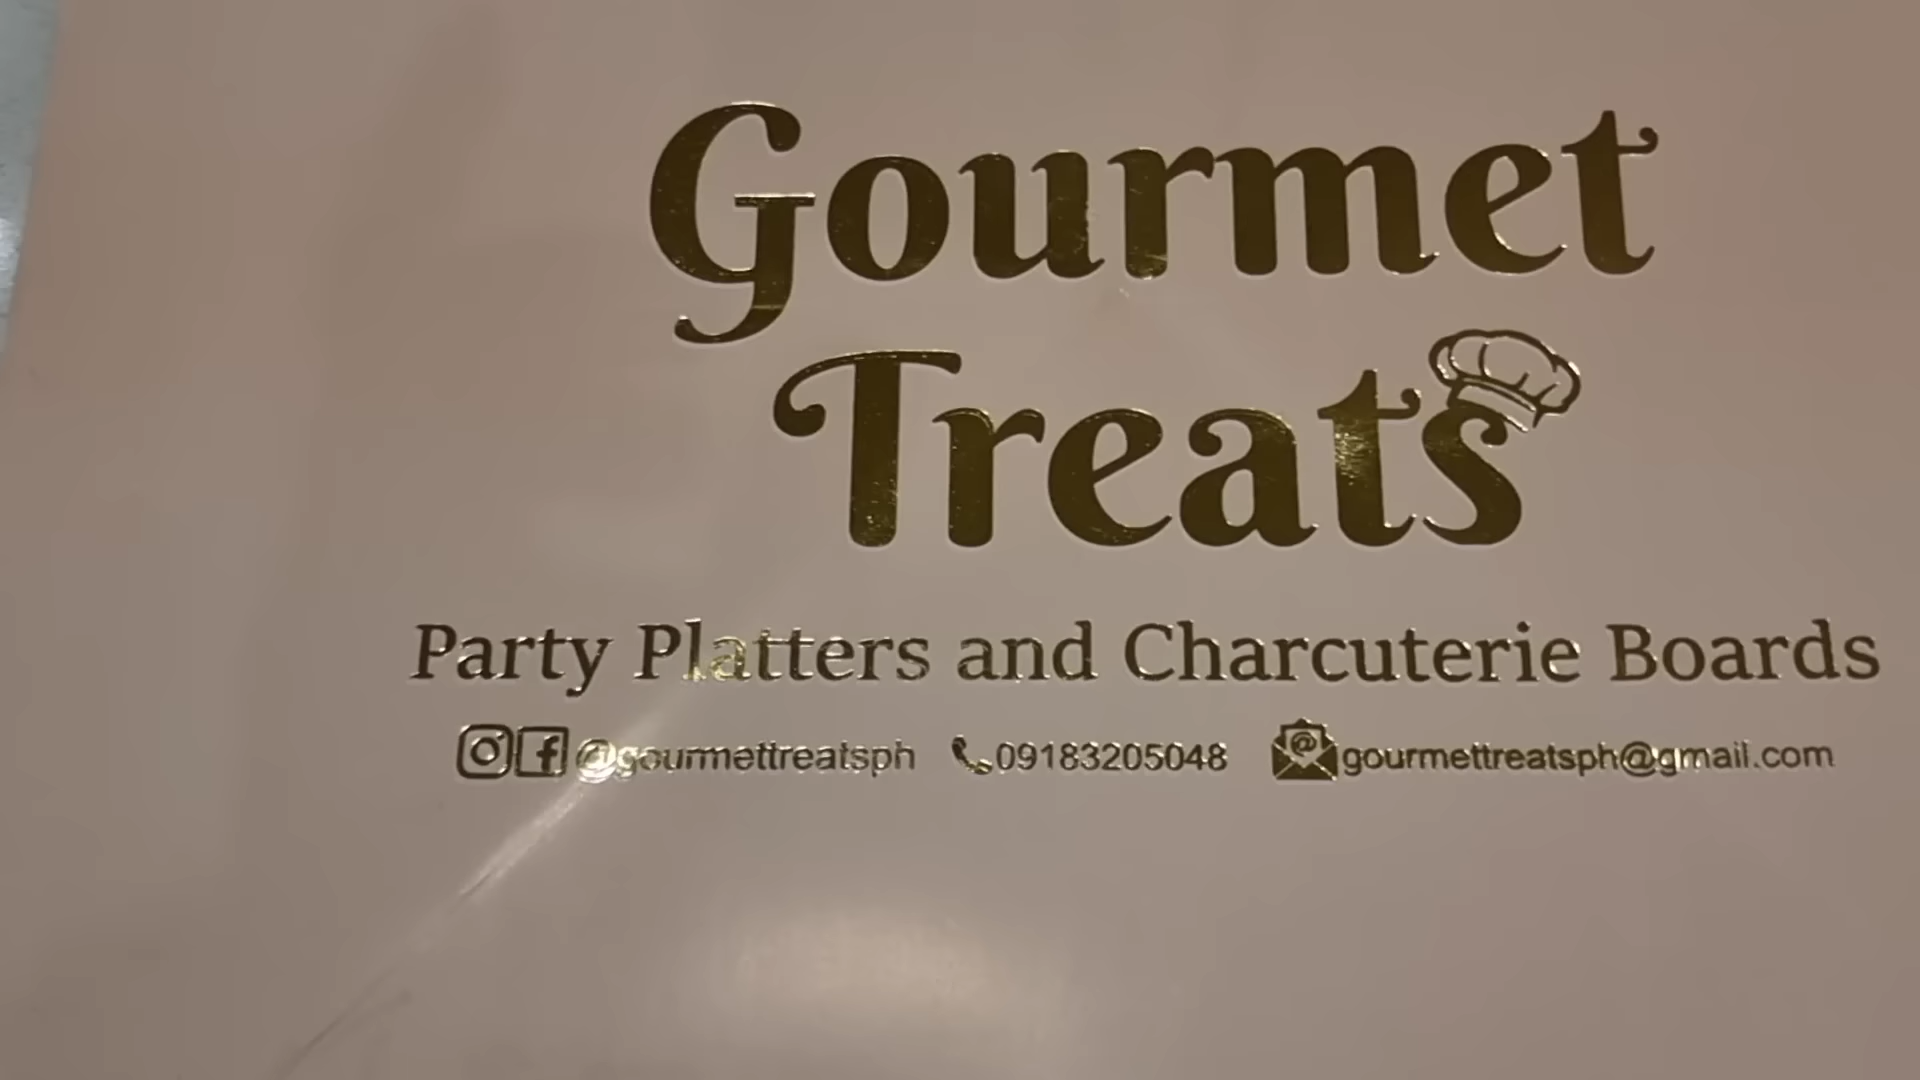 Gourmet
Treats
Party Platters and Charcuterie Boards
@gourmettreatsph 09183205048 gourmettreatsph@gmail.com